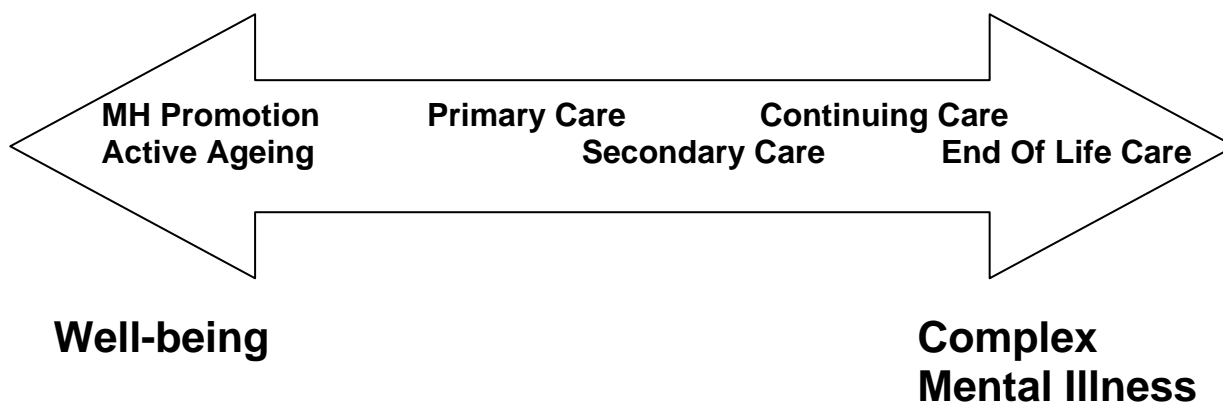 MH Promotion Primary Care Continuing Care
Active Ageing Secondary Care End Of Life Care
Well-being Complex
Mental Illness